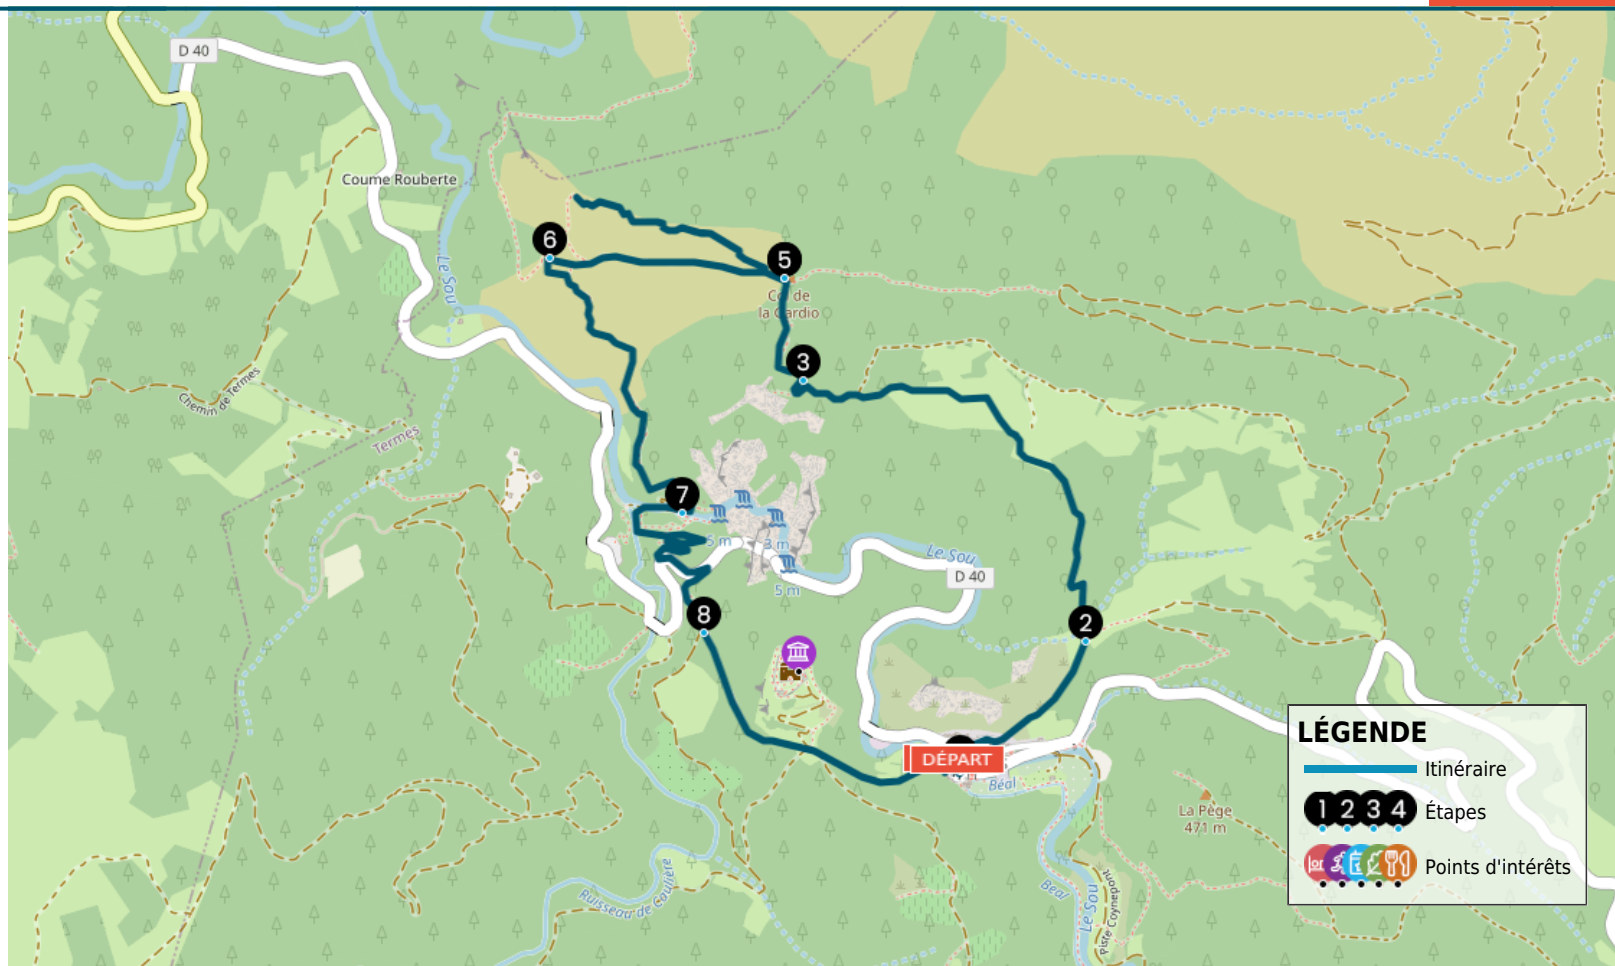 D 40
Coume Rouberte
6
5
Le Sou
Col de
la Cardio
3
Chemin de Termes
Termes
7
5 m
3 m
Le Sou
D 40
5 m
8
2
DÉPART
Béal
La Pège
471 m
Ruisseau de Caulière
Béal
Le Sou
Piste Coynepont
LÉGENDE
Itinéraire
1 2 3 4 Étapes
Points d'intérêts